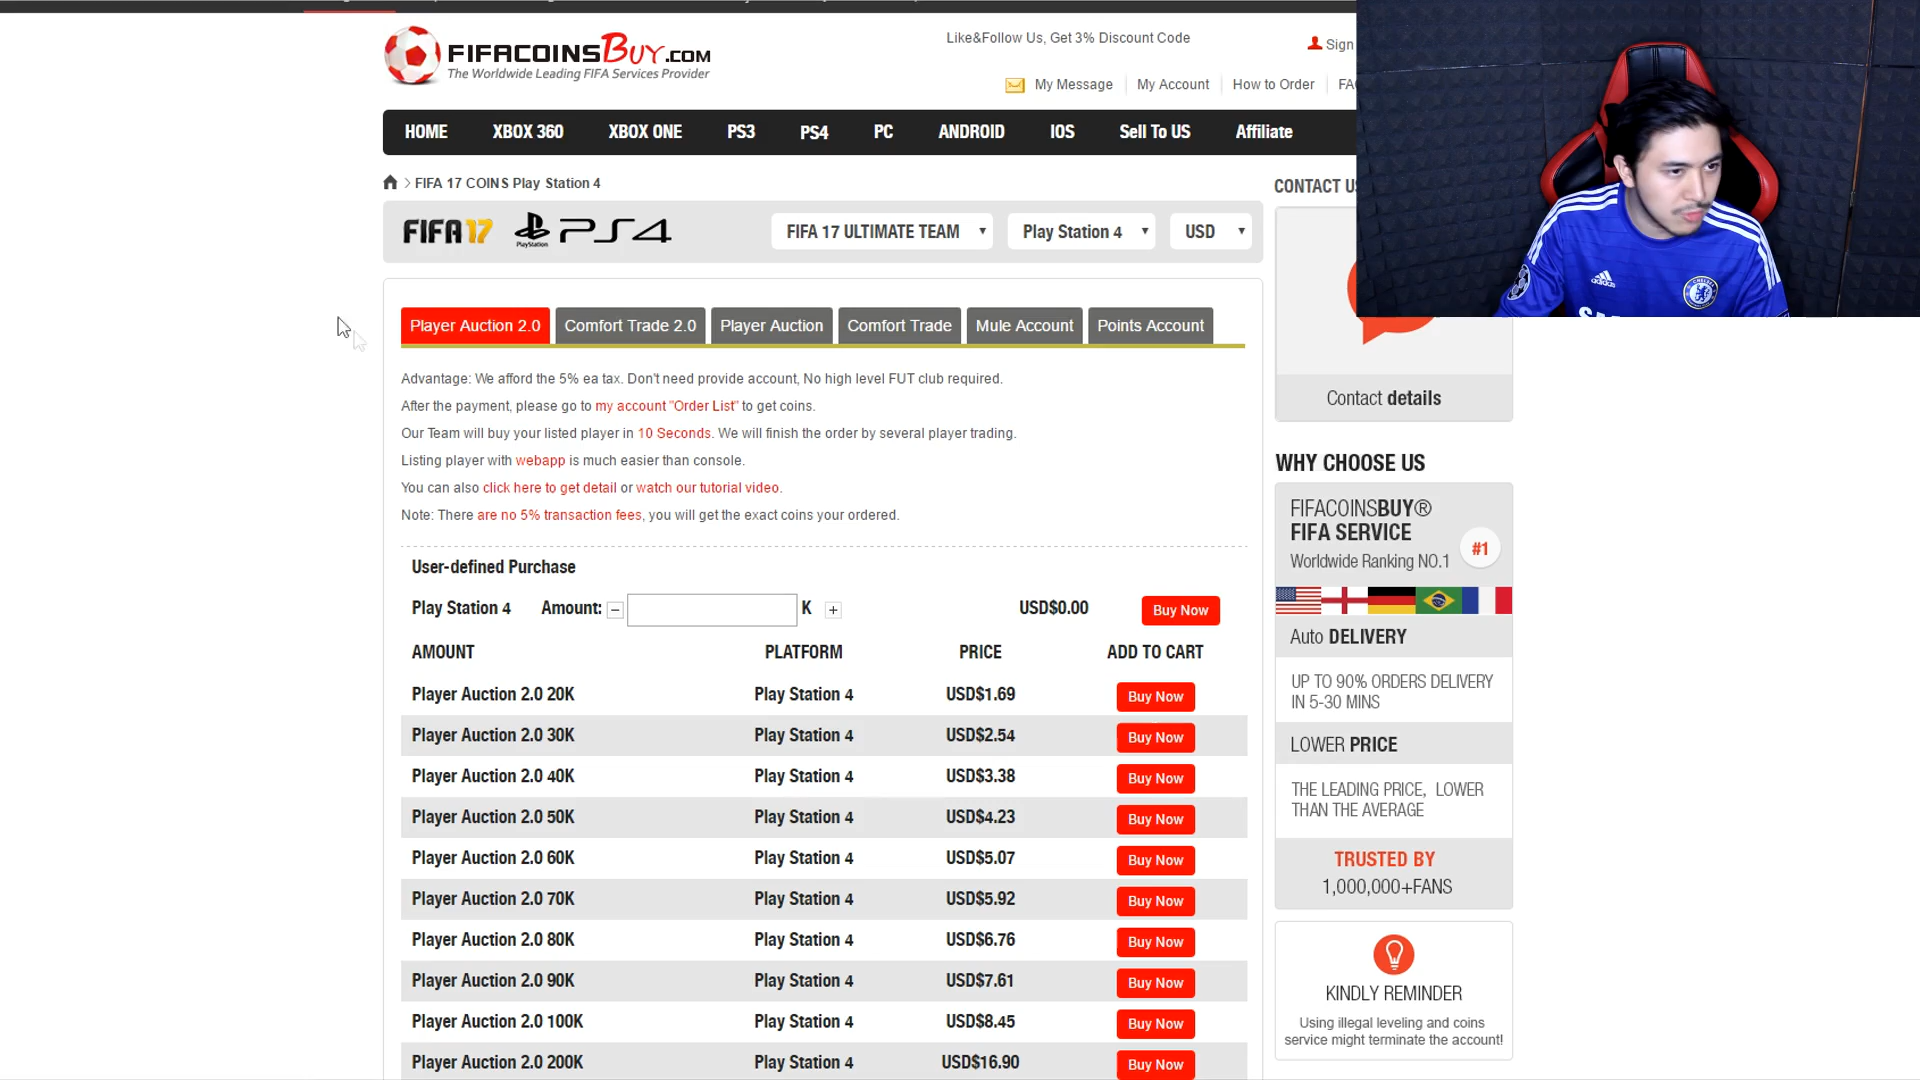 FIFACOINSBUY.COM
The Worldwide Leading FIFA Services Provider
Like&Follow Us, Get 3% Discount Code
Sign
My Message
My Account
How to Order
HOME
XBOX 360
XBOX ONE
PS3
PS4
PC
ANDROID
IOS
Sell To US
Affiliate
> FIFA 17 COINS Play Station 4
FIFA 17
PlayStation
PS4
FIFA 17 ULTIMATE TEAM
Play Station 4
USD
Player Auction 2.0
Comfort Trade 2.0
Player Auction
Comfort Trade
Mule Account
Points Account
Advantage: We afford the 5% ea tax. Don't need provide account, No high level FUT club required.
After the payment, please go to my account "Order List" to get coins.
Our Team will buy your listed player in 10 Seconds. We will finish the order by several player trading.
Listing player with webapp is much easier than console.
You can also click here to get detail or watch our tutorial video.
Note: There are no 5% transaction fees, you will get the exact coins your ordered.
User-defined Purchase
Play Station 4 Amount: − K + USD$0.00 Buy Now
AMOUNT PLATFORM PRICE ADD TO CART
Player Auction 2.0 20K Play Station 4 USD$1.69 Buy Now
Player Auction 2.0 30K Play Station 4 USD$2.54 Buy Now
Player Auction 2.0 40K Play Station 4 USD$3.38 Buy Now
Player Auction 2.0 50K Play Station 4 USD$4.23 Buy Now
Player Auction 2.0 60K Play Station 4 USD$5.07 Buy Now
Player Auction 2.0 70K Play Station 4 USD$5.92 Buy Now
Player Auction 2.0 80K Play Station 4 USD$6.76 Buy Now
Player Auction 2.0 90K Play Station 4 USD$7.61 Buy Now
Player Auction 2.0 100K Play Station 4 USD$8.45 Buy Now
Player Auction 2.0 200K Play Station 4 USD$16.90 Buy Now
CONTACT
Contact details
WHY CHOOSE US
FIFACOINSBUY®
FIFA SERVICE
Worldwide Ranking NO.1
#1
Auto DELIVERY
UP TO 90% ORDERS DELIVERY
IN 5-30 MINS
LOWER PRICE
THE LEADING PRICE, LOWER
THAN THE AVERAGE
TRUSTED BY
1,000,000+FANS
KINDLY REMINDER
Using illegal leveling and coins
service might terminate the account!
adidas